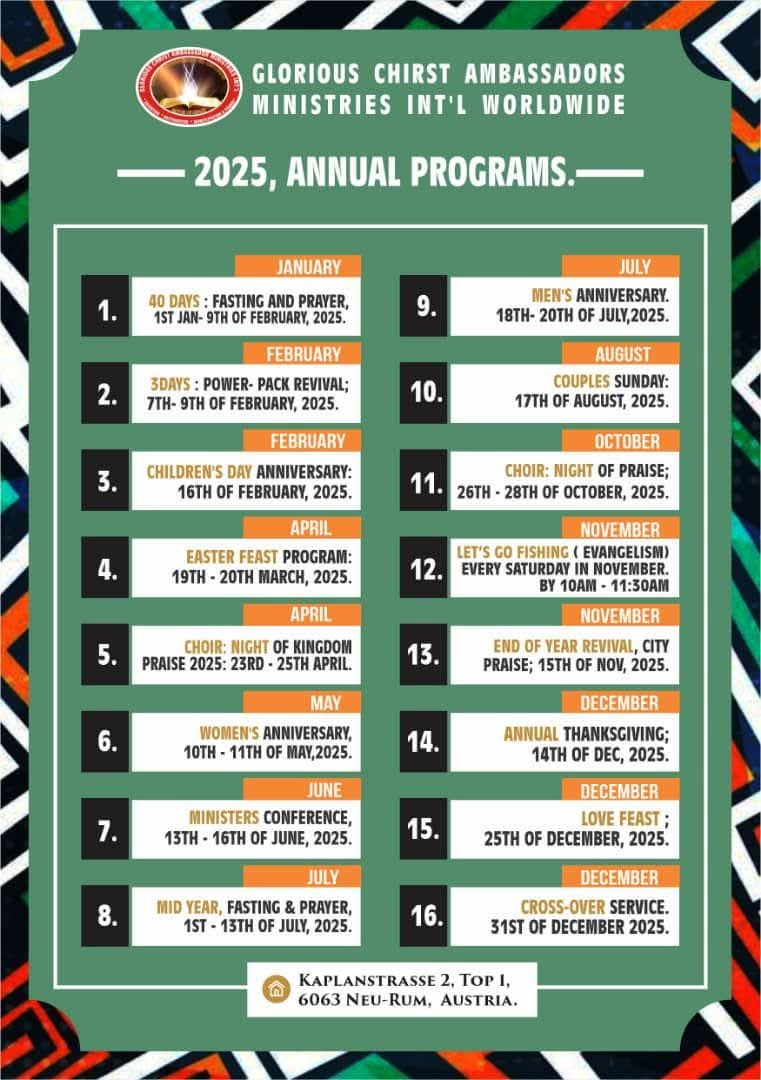 GLORIOUS CHIRST AMBASSADORS
MINISTRIES INT'L WORLDWIDE
2025, ANNUAL PROGRAMS.
JANUARY
1.
40 DAYS : FASTING AND PRAYER,
1ST JAN- 9TH OF FEBRUARY, 2025.
FEBRUARY
2.
3DAYS : POWER- PACK REVIVAL;
7TH- 9TH OF FEBRUARY, 2025.
FEBRUARY
3.
CHILDREN'S DAY ANNIVERSARY:
16TH OF FEBRUARY, 2025.
APRIL
4.
EASTER FEAST PROGRAM:
19TH - 20TH MARCH, 2025.
APRIL
5.
CHOIR: NIGHT OF KINGDOM
PRAISE 2025: 23RD - 25TH APRIL.
MAY
6.
WOMEN'S ANNIVERSARY,
10TH - 11TH OF MAY,2025.
JUNE
7.
MINISTERS CONFERENCE,
13TH - 16TH OF JUNE, 2025.
JULY
8.
MID YEAR, FASTING & PRAYER,
1ST - 13TH OF JULY, 2025.
JULY
9.
MEN'S ANNIVERSARY.
18TH- 20TH OF JULY,2025.
AUGUST
10.
COUPLES SUNDAY:
17TH OF AUGUST, 2025.
OCTOBER
11.
CHOIR: NIGHT OF PRAISE;
26TH - 28TH OF OCTOBER, 2025.
NOVEMBER
12.
LET'S GO FISHING ( EVANGELISM)
EVERY SATURDAY IN NOVEMBER.
BY 10AM - 11:30AM
NOVEMBER
13.
END OF YEAR REVIVAL, CITY
PRAISE; 15TH OF NOV, 2025.
DECEMBER
14.
ANNUAL THANKSGIVING;
14TH OF DEC, 2025.
DECEMBER
15.
LOVE FEAST ;
25TH OF DECEMBER, 2025.
DECEMBER
16.
CROSS-OVER SERVICE.
31ST OF DECEMBER 2025.
KAPLANSTRASSE 2, TOP 1,
6063 NEU-RUM, AUSTRIA.